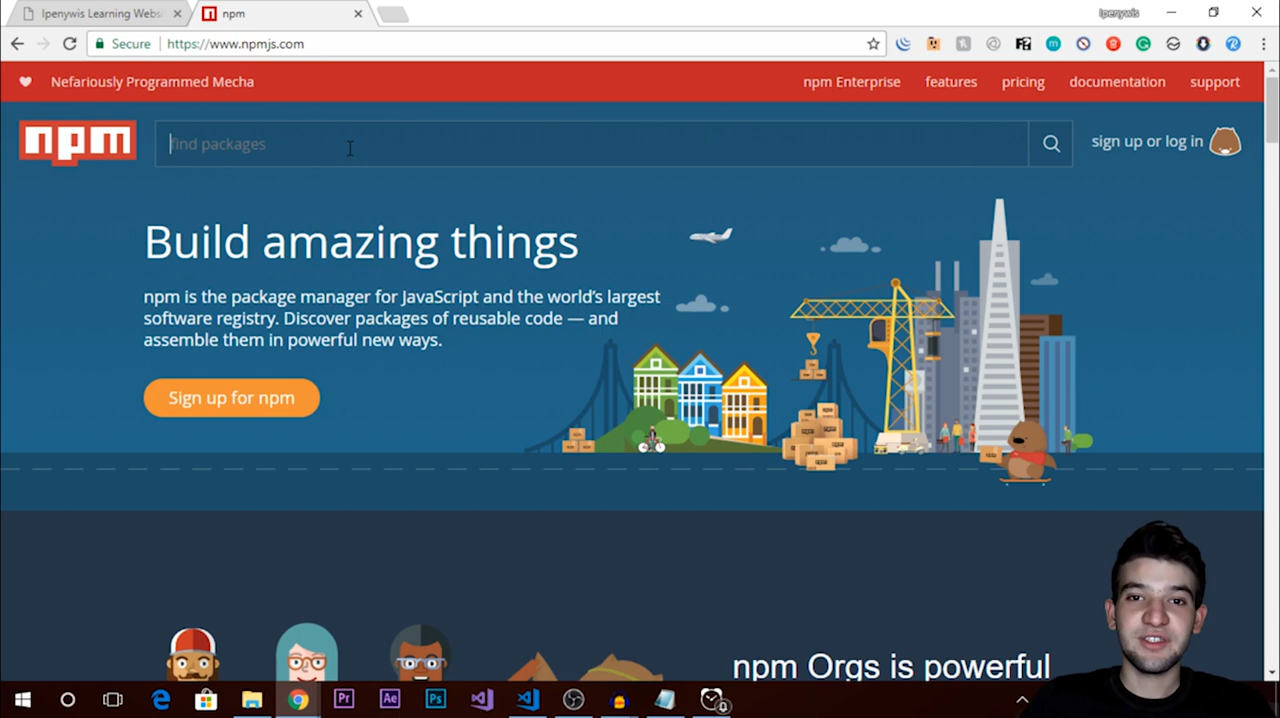 Ipenywis Learning Websi
npm
Ipenywis
Secure
https://www.npmjs.com
Nefariously Programmed Mecha
npm Enterprise
features
pricing
documentation
support
npm
find packages
sign up or log in
Build amazing things
npm is the package manager for JavaScript and the world's largest
software registry. Discover packages of reusable code — and
assemble them in powerful new ways.
Sign up for npm
npm Orgs is powerful
Pr
Ae
Ps